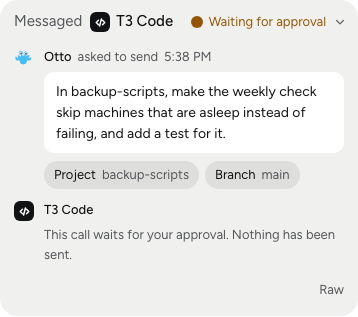 Messaged T3 Code Waiting for approval
Otto asked to send 5:38 PM
In backup-scripts, make the weekly check
skip machines that are asleep instead of
failing, and add a test for it.
Project backup-scripts Branch main
T3 Code
This call waits for your approval. Nothing has been
sent.
Raw